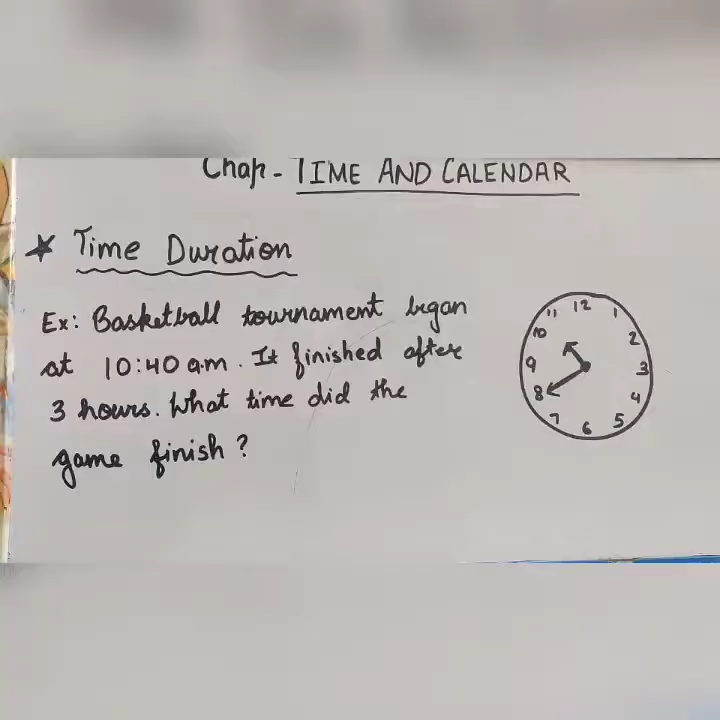 Chap - TIME AND CALENDAR
★ Time Duration
Ex: Basketball tournament began
at 10:40 a.m. It finished after
3 hours. What time did the
game finish?
12
11 1
10 2
9 3
8 4
7 5
6